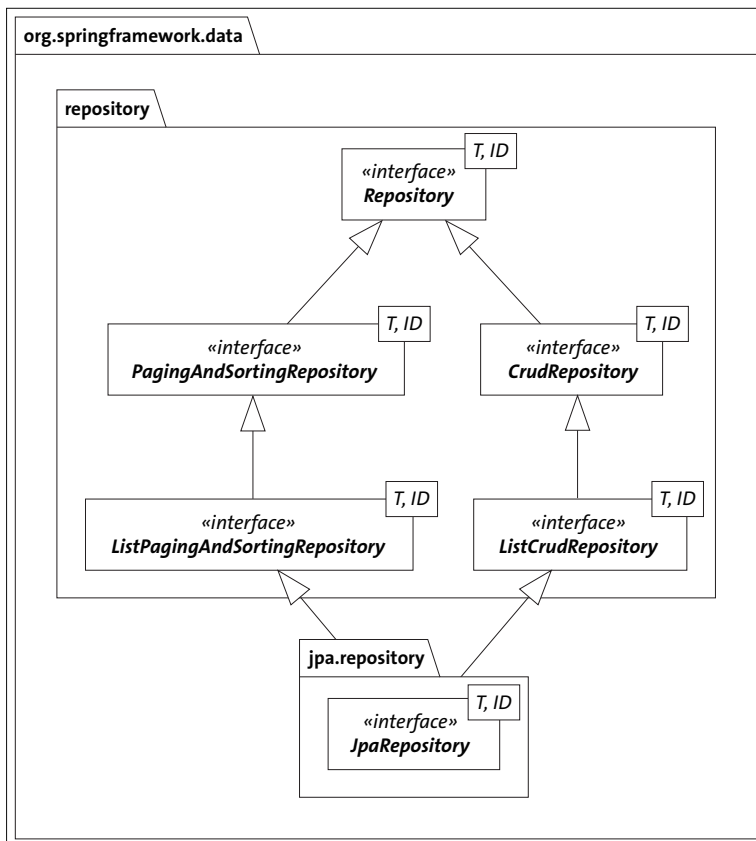 org.springframework.data
repository
T, ID
«interface»
Repository
T, ID
«interface»
PagingAndSortingRepository
T, ID
«interface»
CrudRepository
T, ID
«interface»
ListPagingAndSortingRepository
T, ID
«interface»
ListCrudRepository
jpa.repository
T, ID
«interface»
JpaRepository